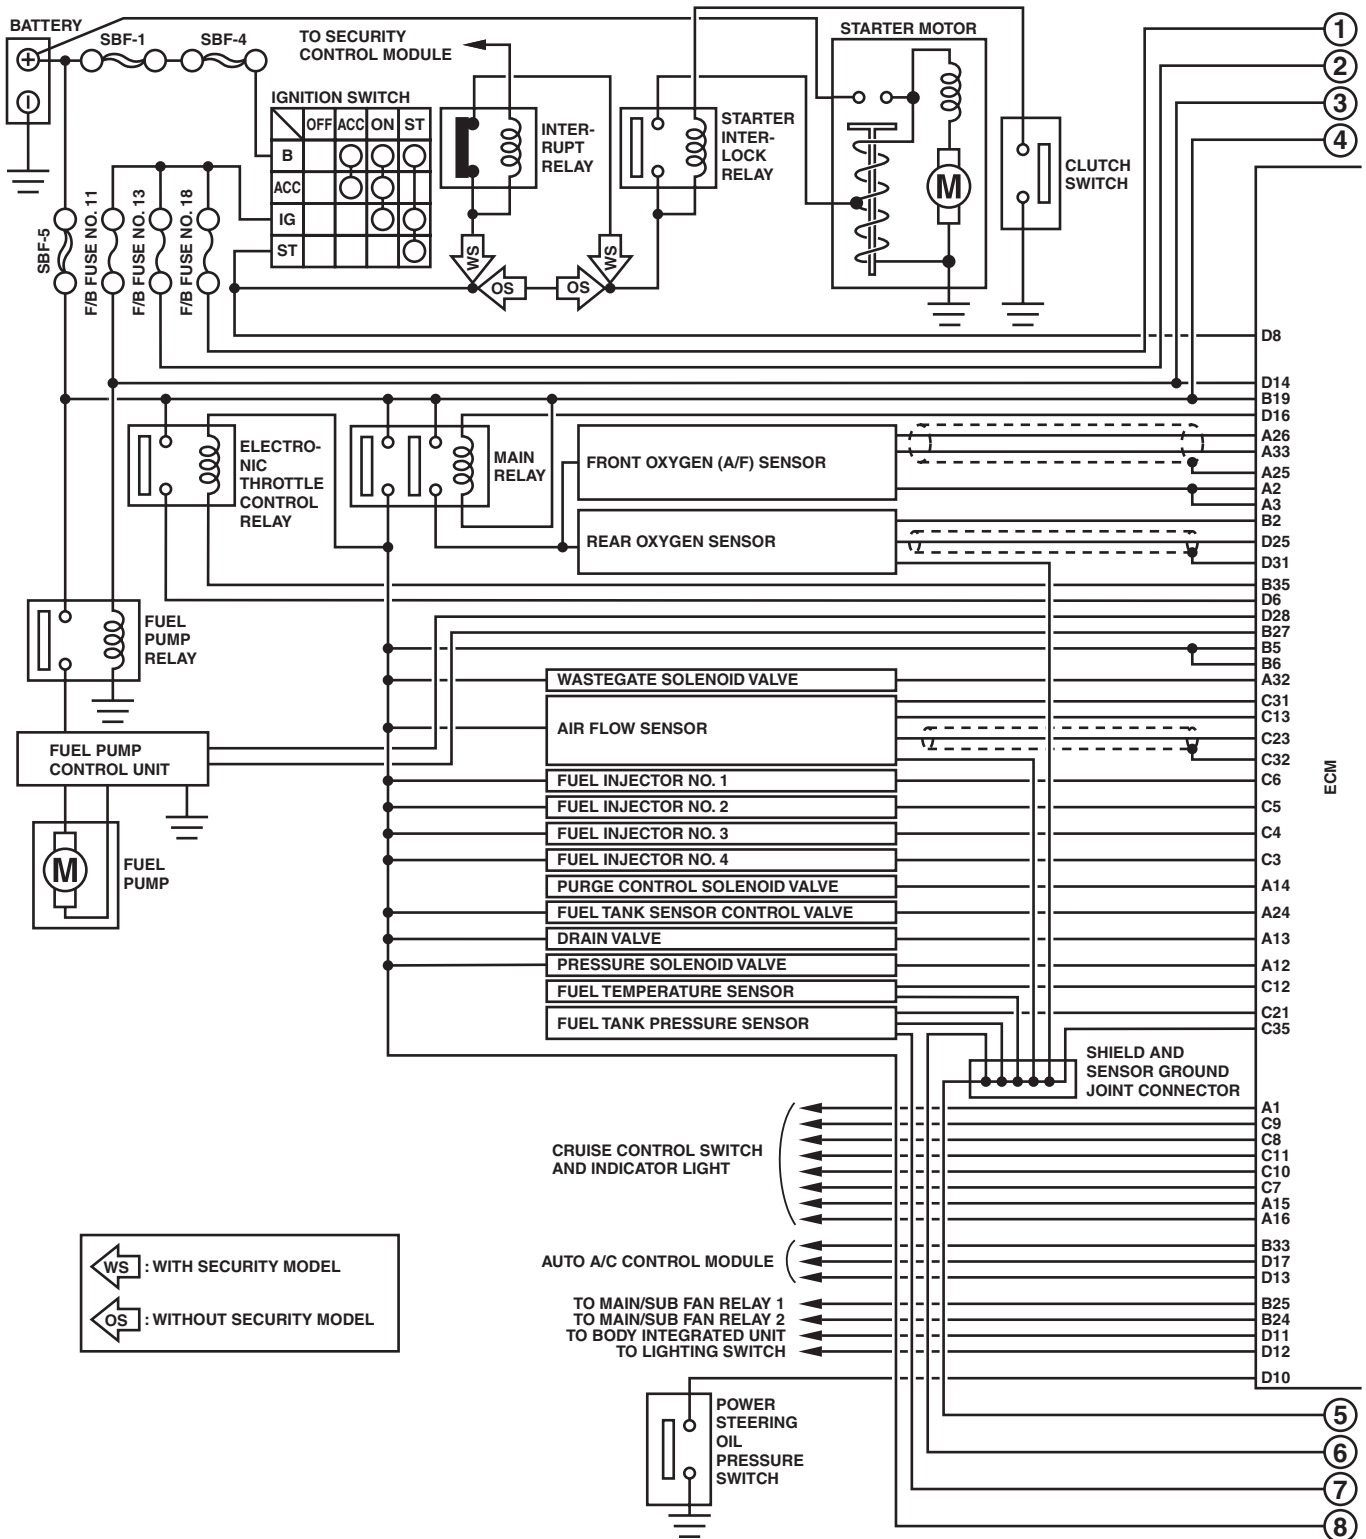 BATTERY
SBF-1
SBF-4
TO SECURITY
CONTROL MODULE
STARTER MOTOR
1
2
3
4
IGNITION SWITCH
OFF ACC ON ST
B
ACC
IG
ST
INTER-
RUPT
RELAY
STARTER
INTER-
LOCK
RELAY
M
CLUTCH
SWITCH
SBF-5
F/B FUSE NO. 11
F/B FUSE NO. 13
F/B FUSE NO. 18
WS
OS
OS
WS
D8
D14
B19
D16
A26
A33
A25
A2
A3
B2
D25
D31
B35
D6
D28
B27
B5
B6
A32
C31
C13
C23
C32
C6
C5
C4
C3
A14
A24
A13
A12
C12
C21
C35
ECM
ELECTRO-
NIC
THROTTLE
CONTROL
RELAY
MAIN
RELAY
FRONT OXYGEN (A/F) SENSOR
REAR OXYGEN SENSOR
FUEL
PUMP
RELAY
FUEL PUMP
CONTROL UNIT
M
FUEL
PUMP
WASTEGATE SOLENOID VALVE
AIR FLOW SENSOR
FUEL INJECTOR NO. 1
FUEL INJECTOR NO. 2
FUEL INJECTOR NO. 3
FUEL INJECTOR NO. 4
PURGE CONTROL SOLENOID VALVE
FUEL TANK SENSOR CONTROL VALVE
DRAIN VALVE
PRESSURE SOLENOID VALVE
FUEL TEMPERATURE SENSOR
FUEL TANK PRESSURE SENSOR
SHIELD AND
SENSOR GROUND
JOINT CONNECTOR
CRUISE CONTROL SWITCH
AND INDICATOR LIGHT
A1
C9
C8
C11
C10
C7
A15
A16
AUTO A/C CONTROL MODULE
B33
D17
D13
TO MAIN/SUB FAN RELAY 1
TO MAIN/SUB FAN RELAY 2
TO BODY INTEGRATED UNIT
TO LIGHTING SWITCH
B25
B24
D11
D12
D10
WS : WITH SECURITY MODEL
OS : WITHOUT SECURITY MODEL
POWER
STEERING
OIL
PRESSURE
SWITCH
5
6
7
8